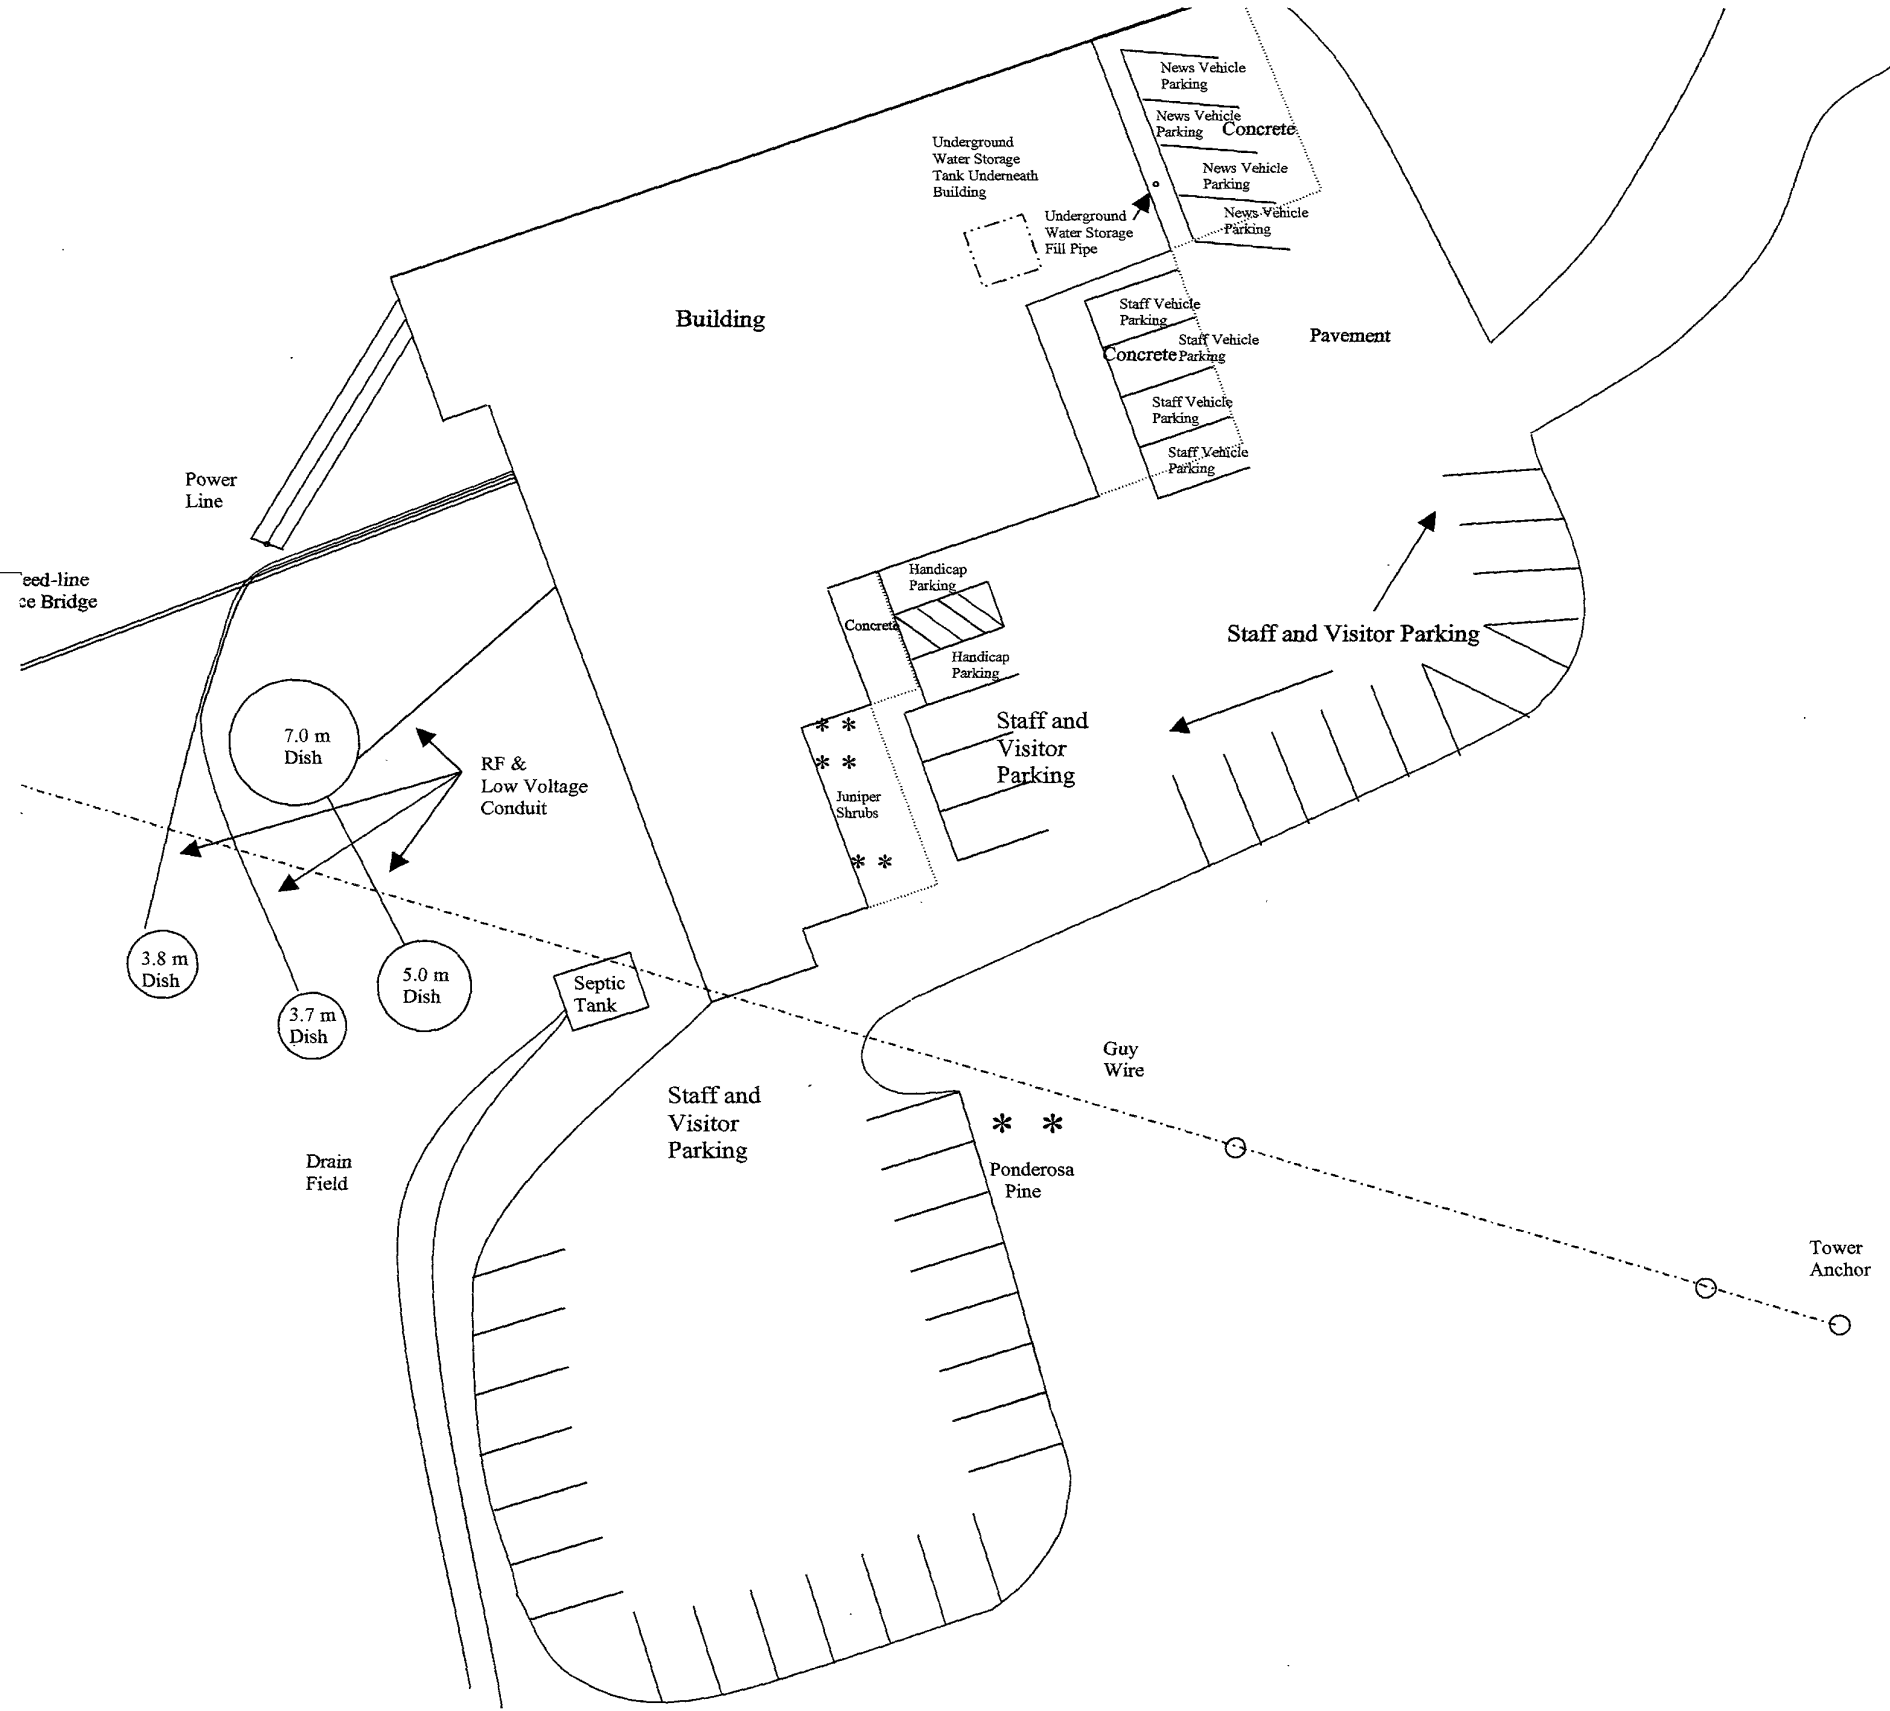 News Vehicle
Parking
News Vehicle
Parking
Concrete
News Vehicle
Parking
News Vehicle
Parking
Underground
Water Storage
Tank Underneath
Building
Underground
Water Storage
Fill Pipe
Building
Staff Vehicle
Parking
Concrete
Staff Vehicle
Parking
Staff Vehicle
Parking
Staff Vehicle
Parking
Pavement
Power
Line
eed-line
ce Bridge
Handicap
Parking
Concrete
Handicap
Parking
Staff and Visitor Parking
7.0 m
Dish
RF &
Low Voltage
Conduit
* *
* *
Juniper
Shrubs
* *
Staff and
Visitor
Parking
3.8 m
Dish
3.7 m
Dish
5.0 m
Dish
Septic
Tank
Guy
Wire
Staff and
Visitor
Parking
* *
Ponderosa
Pine
Drain
Field
Tower
Anchor